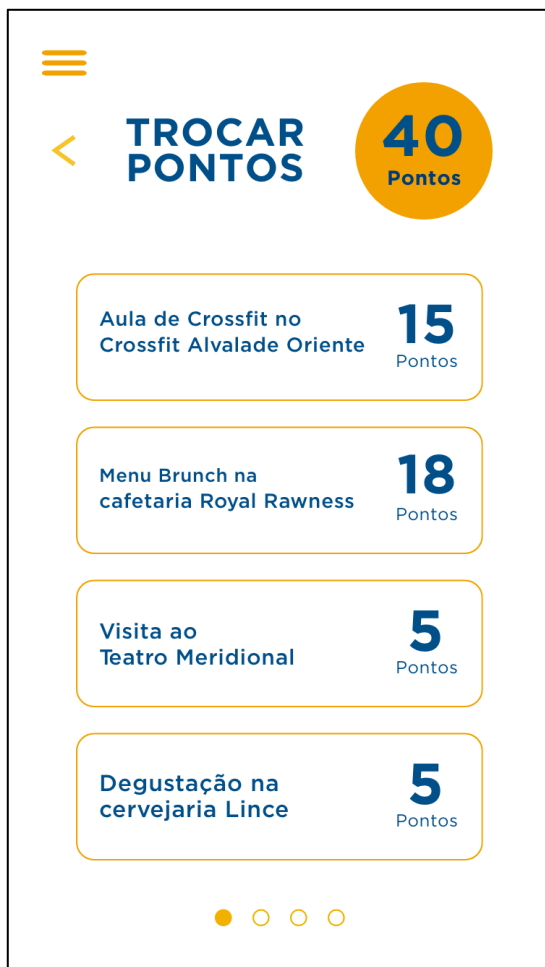 TROCAR
PONTOS
40
Pontos
Aula de Crossfit no
Crossfit Alvalade Oriente
15
Pontos
Menu Brunch na
cafetaria Royal Rawness
18
Pontos
Visita ao
Teatro Meridional
5
Pontos
Degustação na
cervejaria Lince
5
Pontos